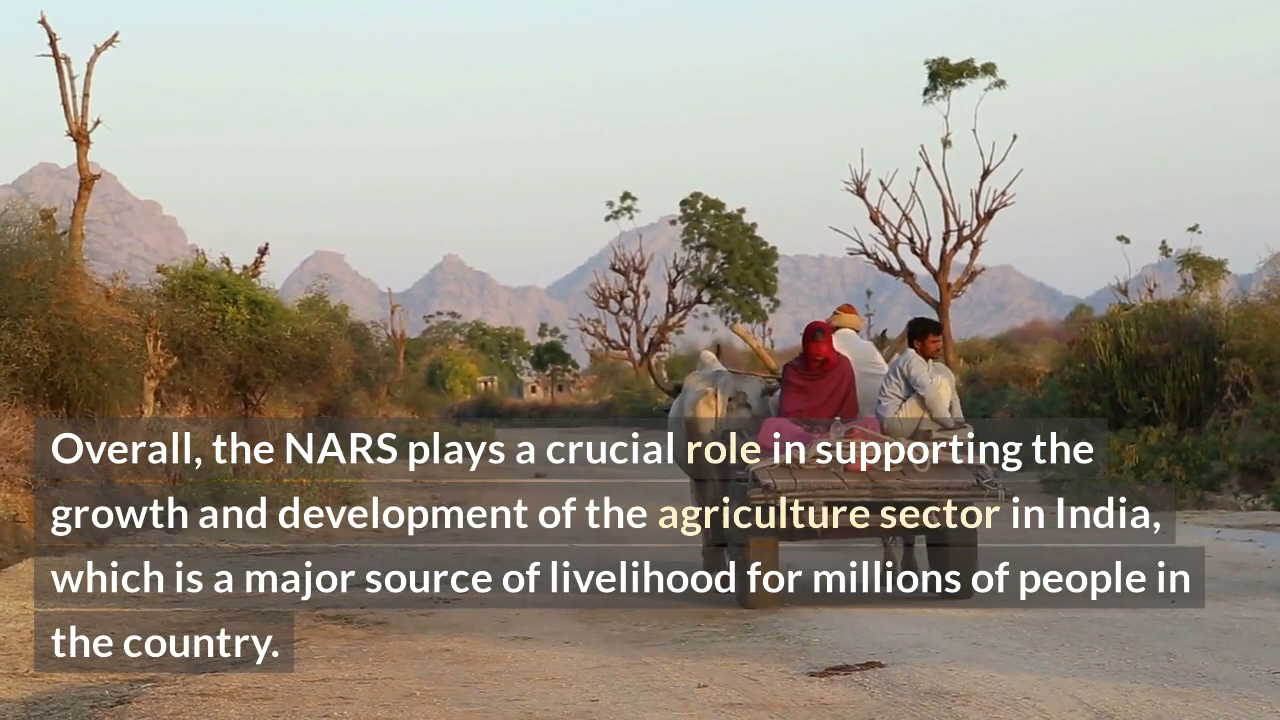 Overall, the NARS plays a crucial role in supporting the
growth and development of the agriculture sector in India,
which is a major source of livelihood for millions of people in
the country.